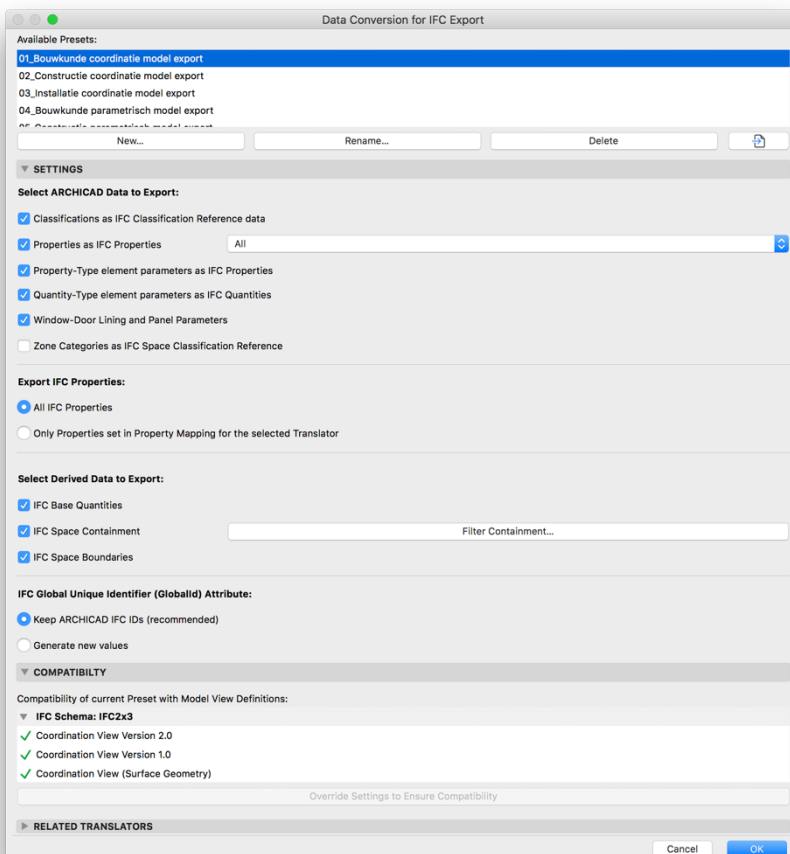 Data Conversion for IFC Export
Available Presets:
01_Bouwkunde coordinatie model export
02_Constructie coordinatie model export
03_Installatie coordinatie model export
04_Bouwkunde parametrisch model export
05_Constructie parametrisch model export
New... Rename... Delete
SETTINGS
Select ARCHICAD Data to Export:
Classifications as IFC Classification Reference data
Properties as IFC Properties All
Property-Type element parameters as IFC Properties
Quantity-Type element parameters as IFC Quantities
Window-Door Lining and Panel Parameters
Zone Categories as IFC Space Classification Reference
Export IFC Properties:
All IFC Properties
Only Properties set in Property Mapping for the selected Translator
Select Derived Data to Export:
IFC Base Quantities
IFC Space Containment Filter Containment...
IFC Space Boundaries
IFC Global Unique Identifier (GlobalId) Attribute:
Keep ARCHICAD IFC IDs (recommended)
Generate new values
COMPATIBILTY
Compatibility of current Preset with Model View Definitions:
IFC Schema: IFC2x3
Coordination View Version 2.0
Coordination View Version 1.0
Coordination View (Surface Geometry)
Override Settings to Ensure Compatibility
RELATED TRANSLATORS
Cancel OK